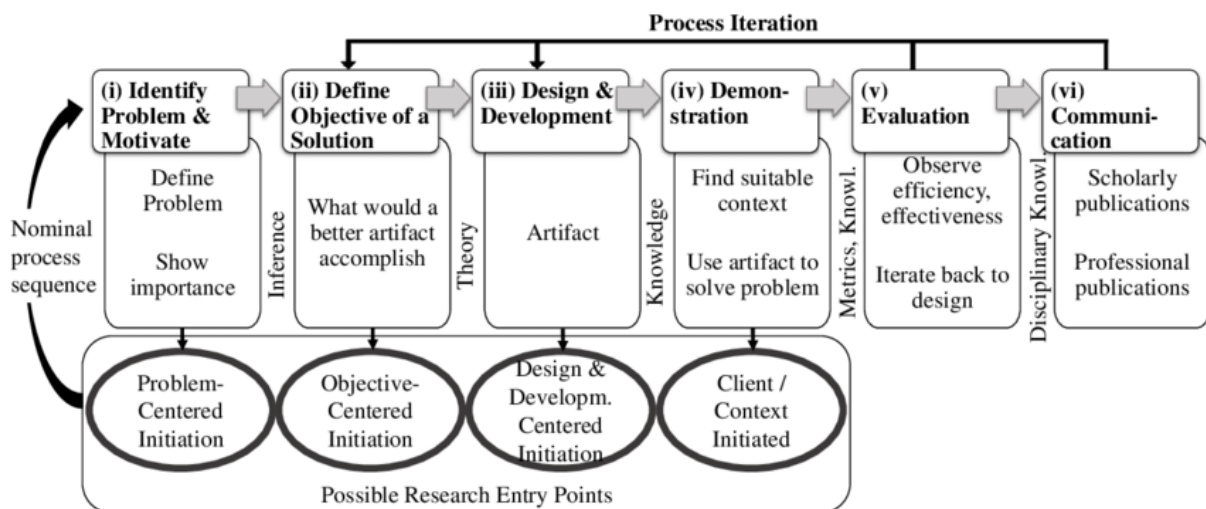 Process Iteration
(i) Identify
Problem &
Motivate
(ii) Define
Objective of a
Solution
(iii) Design &
Development
(iv) Demon-
stration
(v)
Evaluation
(vi)
Communi-
cation
Nominal
process
sequence
Define
Problem
Show
importance
Inference
What would a
better artifact
accomplish
Theory
Artifact
Knowledge
Find suitable
context
Use artifact to
solve problem
Metrics, Knowl.
Observe
efficiency,
effectiveness
Iterate back to
design
Disciplinary Knowl.
Scholarly
publications
Professional
publications
Problem-
Centered
Initiation
Objective-
Centered
Initiation
Design &
Developm.
Centered
Initiation
Client /
Context
Initiated
Possible Research Entry Points